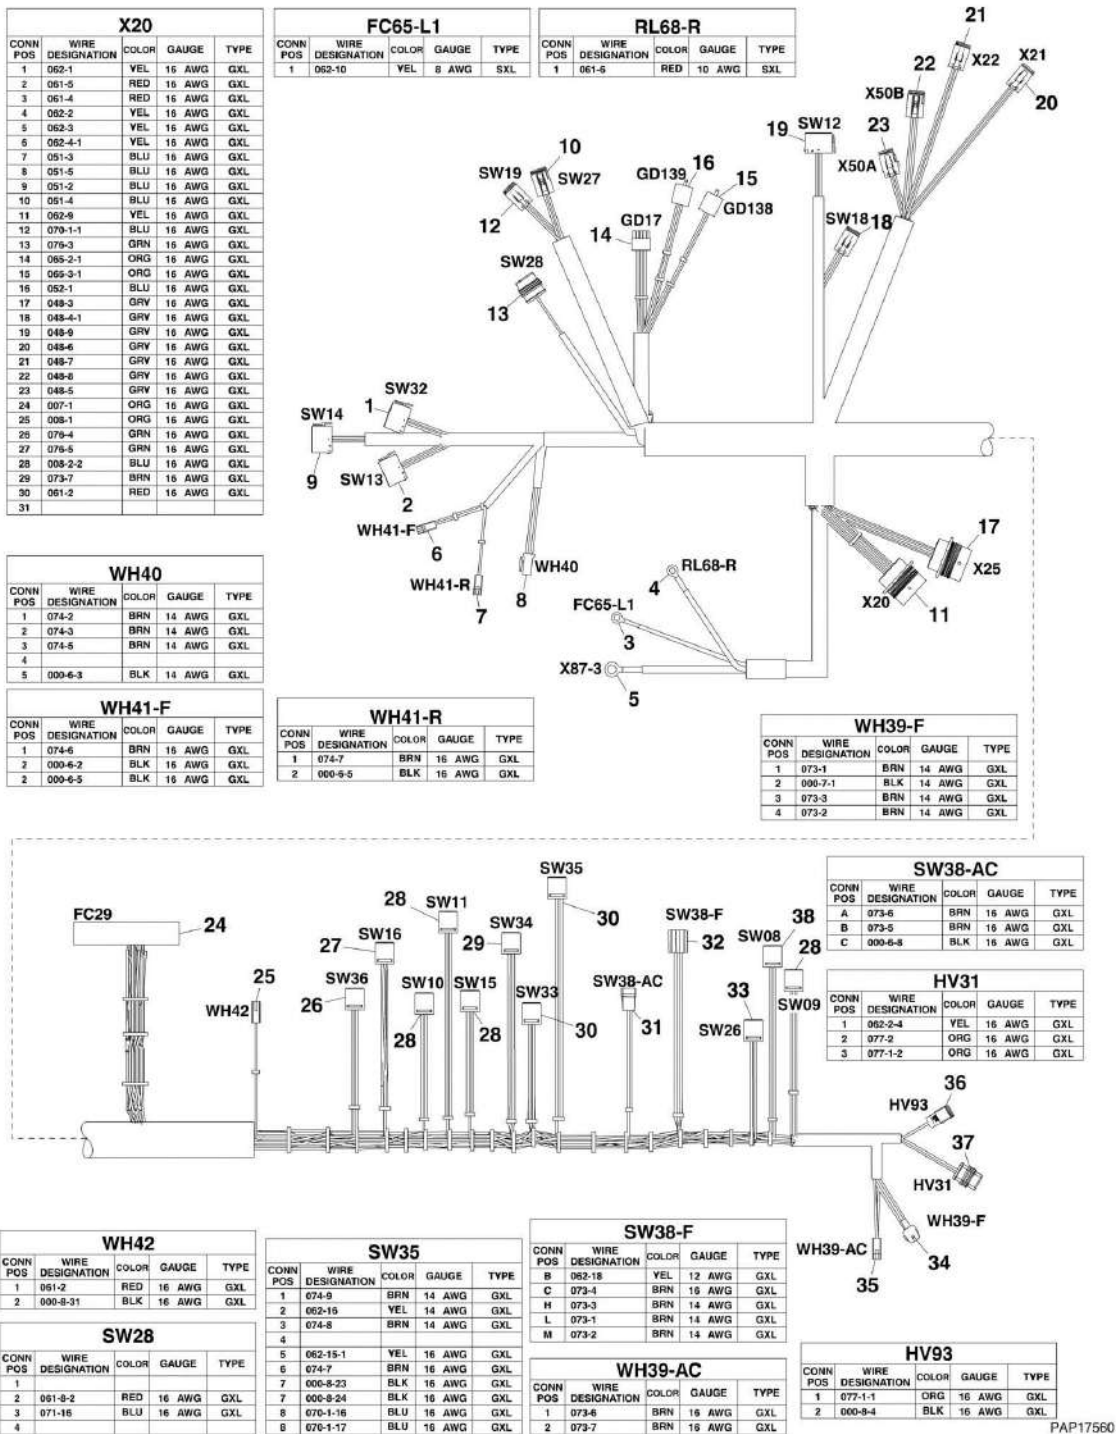 X20
CONN POS WIRE DESIGNATION COLOR GAUGE TYPE
1 062-1 YEL 16 AWG GXL
2 061-5 RED 16 AWG GXL
3 061-4 RED 16 AWG GXL
4 062-2 YEL 16 AWG GXL
5 062-3 YEL 16 AWG GXL
6 062-4-1 YEL 16 AWG GXL
7 051-3 BLU 16 AWG GXL
8 051-5 BLU 16 AWG GXL
9 051-2 BLU 16 AWG GXL
10 051-4 BLU 16 AWG GXL
11 062-9 YEL 16 AWG GXL
12 070-1-1 BLU 16 AWG GXL
13 076-3 GRN 16 AWG GXL
14 065-2-1 ORG 16 AWG GXL
15 065-3-1 ORG 16 AWG GXL
16 052-1 BLU 16 AWG GXL
17 048-3 GRY 16 AWG GXL
18 048-4-1 GRY 16 AWG GXL
19 048-9 GRY 16 AWG GXL
20 048-6 GRY 16 AWG GXL
21 048-7 GRY 16 AWG GXL
22 048-8 GRY 16 AWG GXL
23 048-5 GRY 16 AWG GXL
24 007-1 ORG 16 AWG GXL
25 008-1 ORG 16 AWG GXL
26 076-4 GRN 16 AWG GXL
27 076-5 GRN 16 AWG GXL
28 008-2-2 BLU 16 AWG GXL
29 073-7 BRN 16 AWG GXL
30 061-2 RED 16 AWG GXL
31
FC65-L1
CONN POS WIRE DESIGNATION COLOR GAUGE TYPE
1 062-10 YEL 8 AWG SXL
RL68-R
CONN POS WIRE DESIGNATION COLOR GAUGE TYPE
1 061-6 RED 10 AWG SXL
21
X22
X21
20
22
X50B
23
X50A
19
SW12
SW18
18
10
SW27
SW19
12
16
GD139
15
GD138
GD17
14
SW28
13
SW32
1
SW14
9
SW13
2
WH41-F
6
WH41-R
7
WH40
8
RL68-R
4
FC65-L1
3
X87-3
5
17
X25
X20
11
WH40
CONN POS WIRE DESIGNATION COLOR GAUGE TYPE
1 074-2 BRN 14 AWG GXL
2 074-3 BRN 14 AWG GXL
3 074-5 BRN 14 AWG GXL
4
5 000-6-3 BLK 14 AWG GXL
WH41-F
CONN POS WIRE DESIGNATION COLOR GAUGE TYPE
1 074-6 BRN 16 AWG GXL
2 000-6-2 BLK 16 AWG GXL
2 000-6-5 BLK 16 AWG GXL
WH41-R
CONN POS WIRE DESIGNATION COLOR GAUGE TYPE
1 074-7 BRN 16 AWG GXL
2 000-6-5 BLK 16 AWG GXL
WH39-F
CONN POS WIRE DESIGNATION COLOR GAUGE TYPE
1 073-1 BRN 14 AWG GXL
2 000-7-1 BLK 14 AWG GXL
3 073-3 BRN 14 AWG GXL
4 073-2 BRN 14 AWG GXL
FC29
24
25
WH42
SW36
26
SW16
27
28
SW11
SW10
28
SW15
28
SW34
29
SW33
30
SW35
30
SW38-AC
31
SW38-F
32
33
SW26
38
SW08
28
SW09
36
HV93
37
HV31
WH39-F
34
WH39-AC
35
SW38-AC
CONN POS WIRE DESIGNATION COLOR GAUGE TYPE
A 073-6 BRN 16 AWG GXL
B 073-5 BRN 16 AWG GXL
C 000-6-8 BLK 16 AWG GXL
HV31
CONN POS WIRE DESIGNATION COLOR GAUGE TYPE
1 062-2-4 YEL 16 AWG GXL
2 077-2 ORG 16 AWG GXL
3 077-1-2 ORG 16 AWG GXL
WH42
CONN POS WIRE DESIGNATION COLOR GAUGE TYPE
1 061-2 RED 16 AWG GXL
2 000-8-31 BLK 16 AWG GXL
SW28
CONN POS WIRE DESIGNATION COLOR GAUGE TYPE
1
2 061-8-2 RED 16 AWG GXL
3 071-16 BLU 16 AWG GXL
4
SW35
CONN POS WIRE DESIGNATION COLOR GAUGE TYPE
1 074-9 BRN 14 AWG GXL
2 062-16 YEL 14 AWG GXL
3 074-8 BRN 14 AWG GXL
4
5 062-15-1 YEL 16 AWG GXL
6 074-7 BRN 16 AWG GXL
7 000-8-23 BLK 16 AWG GXL
7 000-8-24 BLK 16 AWG GXL
8 070-1-16 BLU 16 AWG GXL
8 070-1-17 BLU 16 AWG GXL
SW38-F
CONN POS WIRE DESIGNATION COLOR GAUGE TYPE
B 062-18 YEL 12 AWG GXL
C 073-4 BRN 16 AWG GXL
H 073-3 BRN 14 AWG GXL
L 073-1 BRN 14 AWG GXL
M 073-2 BRN 14 AWG GXL
WH39-AC
CONN POS WIRE DESIGNATION COLOR GAUGE TYPE
1 073-6 BRN 16 AWG GXL
2 073-7 BRN 16 AWG GXL
HV93
CONN POS WIRE DESIGNATION COLOR GAUGE TYPE
1 077-1-1 ORG 16 AWG GXL
2 000-8-4 BLK 16 AWG GXL
PAP17560